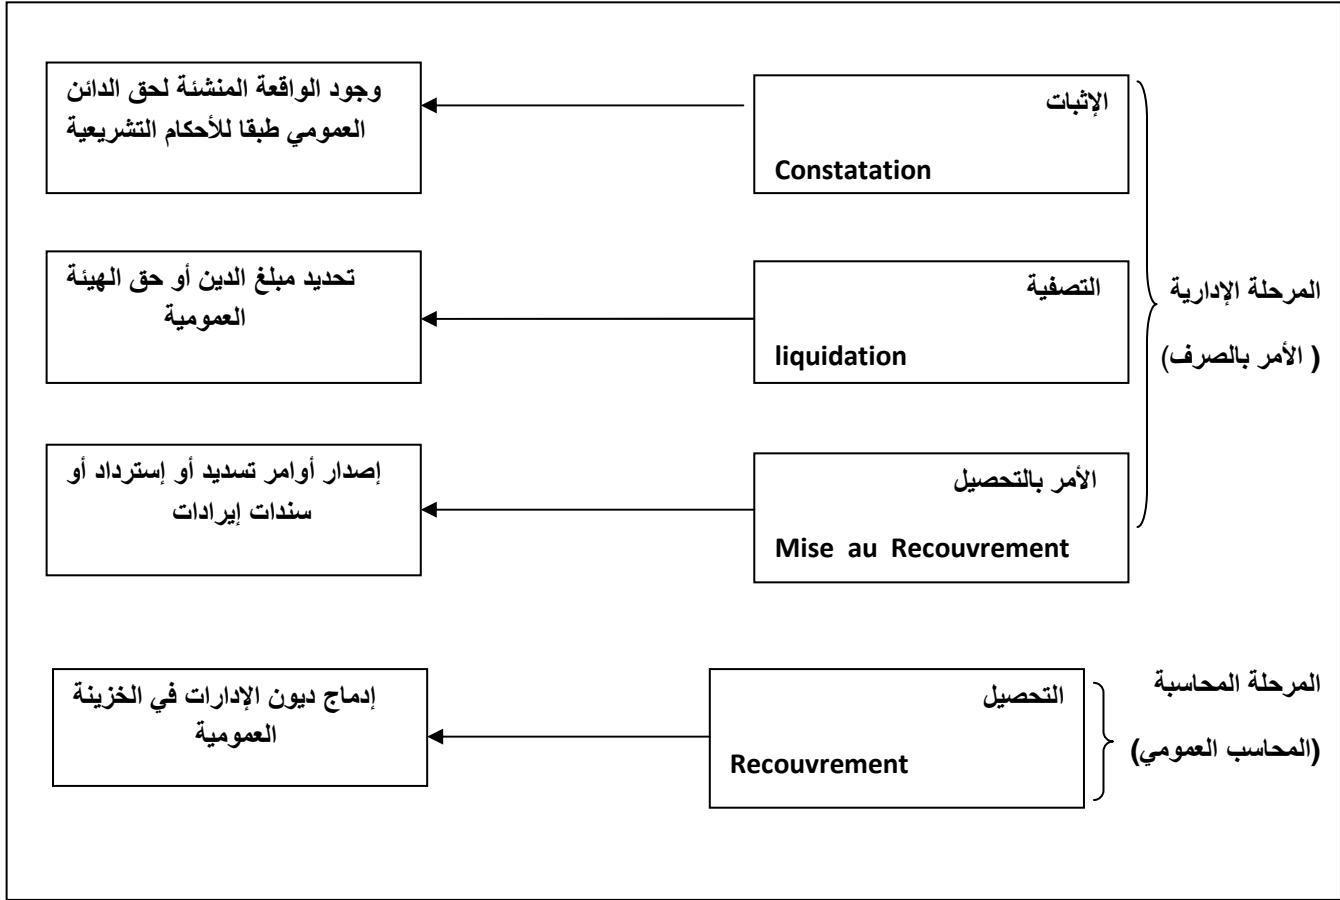 الإثبات
Constatation
وجود الواقعة المنشئة لحق الدائن
العمومي طبقا للأحكام التشريعية
المرحلة الإدارية
( الأمر بالصرف)
التصفية
liquidation
تحديد مبلغ الدين أو حق الهيئة
العمومية
الأمر بالتحصيل
Mise au Recouvrement
إصدار أوامر تسديد أو إسترداد أو
سندات إيرادات
المرحلة المحاسبة
(المحاسب العمومي)
التحصيل
Recouvrement
إدماج ديون الإدارات في الخزينة
العمومية